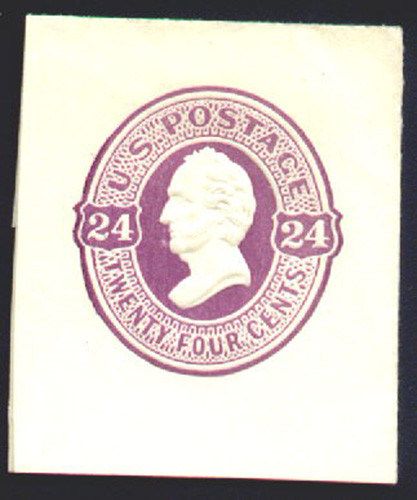 U S POSTAGE
24 24
TWENTY FOUR CENTS